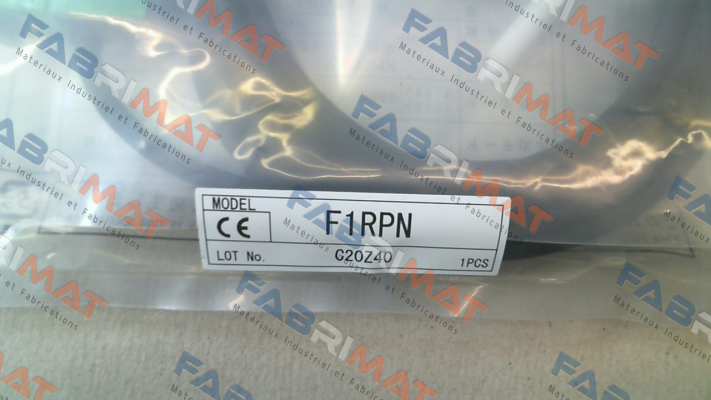 FABRIMAT
Materiaux Industriel et Fabrications
MODEL
CE F1RPN
LOT No. G20Z40 1PCS